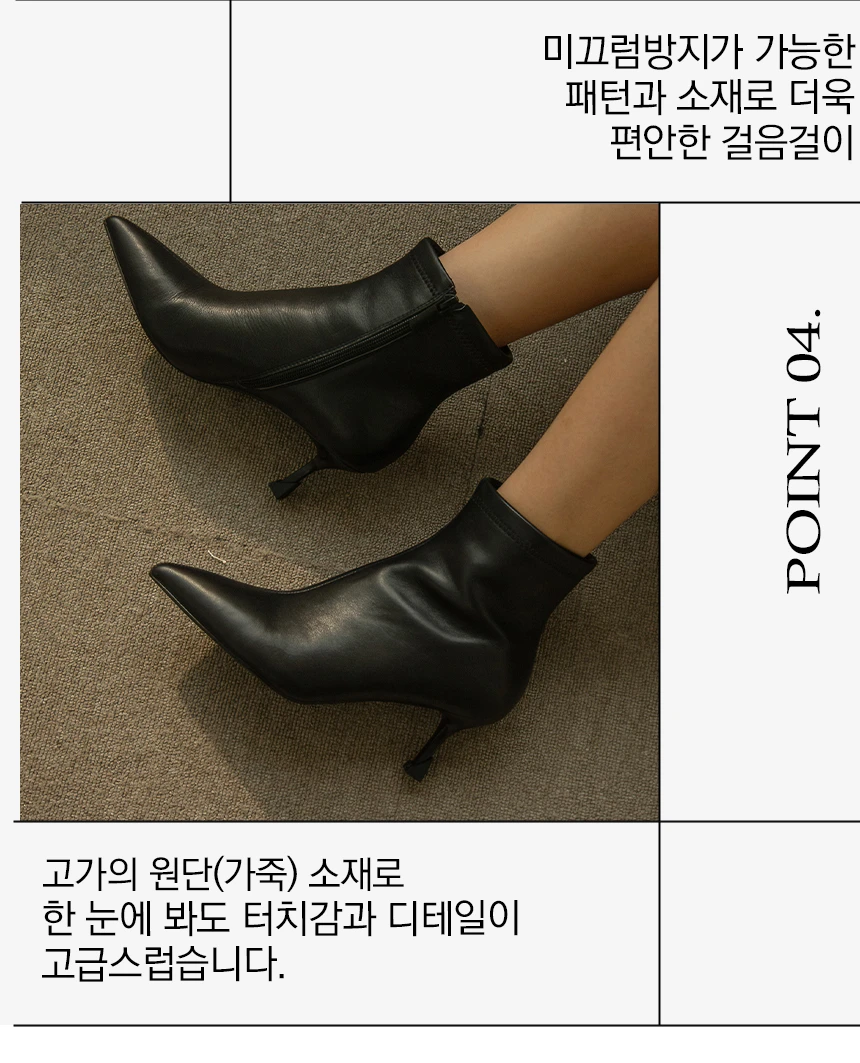 미끄럼방지가 가능한
패턴과 소재로 더욱
편안한 걸음걸이
POINT 04.
고가의 원단(가죽) 소재로
한 눈에 봐도 터치감과 디테일이
고급스럽습니다.